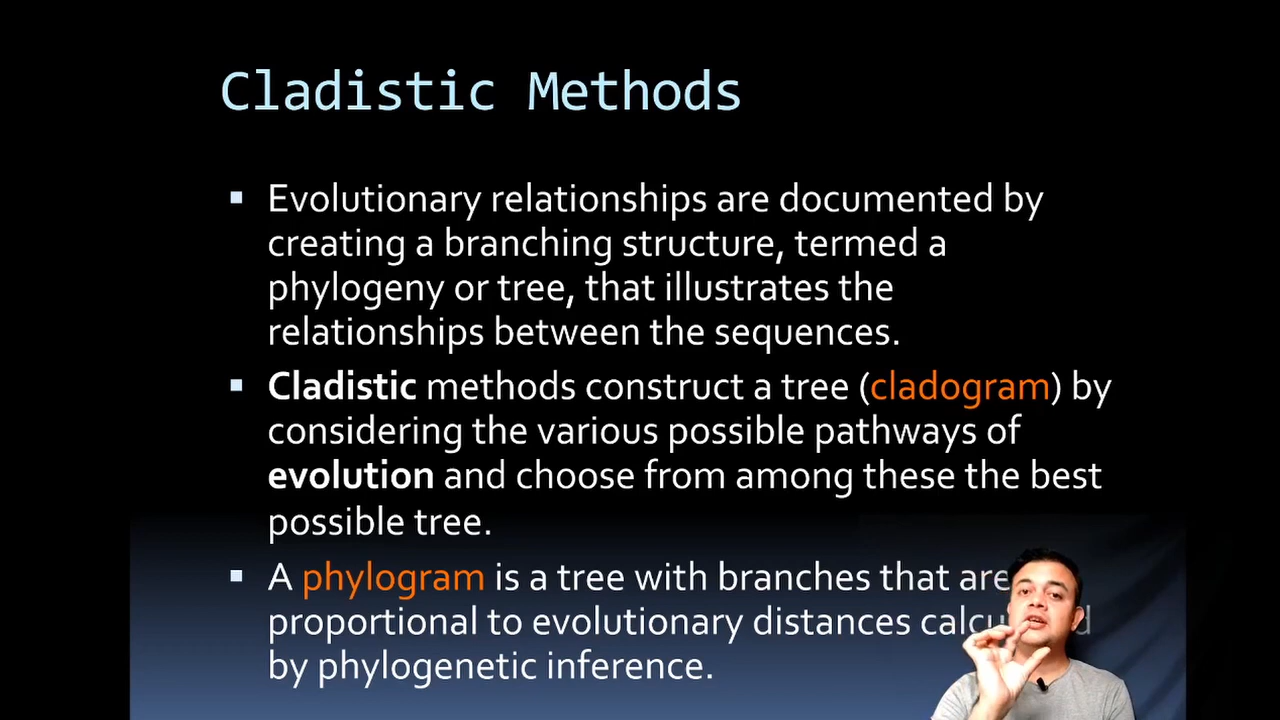 Cladistic Methods
Evolutionary relationships are documented by
creating a branching structure, termed a
phylogeny or tree, that illustrates the
relationships between the sequences.
Cladistic methods construct a tree (cladogram) by
considering the various possible pathways of
evolution and choose from among these the best
possible tree.
A phylogram is a tree with branches that are
proportional to evolutionary distances
by phylogenetic inference.